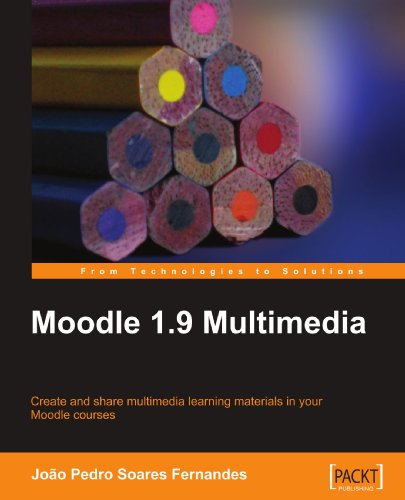 From Technologies to Solutions
Moodle 1.9 Multimedia
Create and share multimedia learning materials in your
Moodle courses
João Pedro Soares Fernandes
PACKT
PUBLISHING